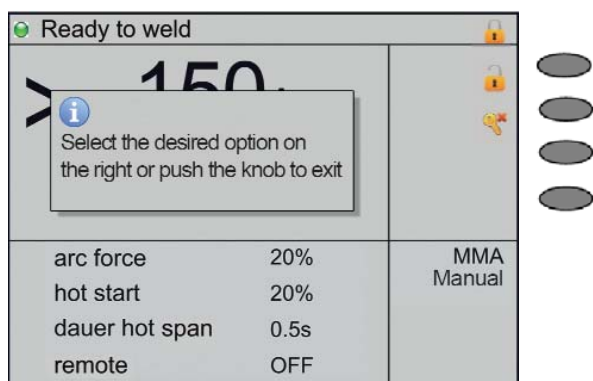 Ready to weld
> 150
Select the desired option on
the right or push the knob to exit
arc force 20%
hot start 20%
dauer hot span 0.5s
remote OFF
MMA
Manual